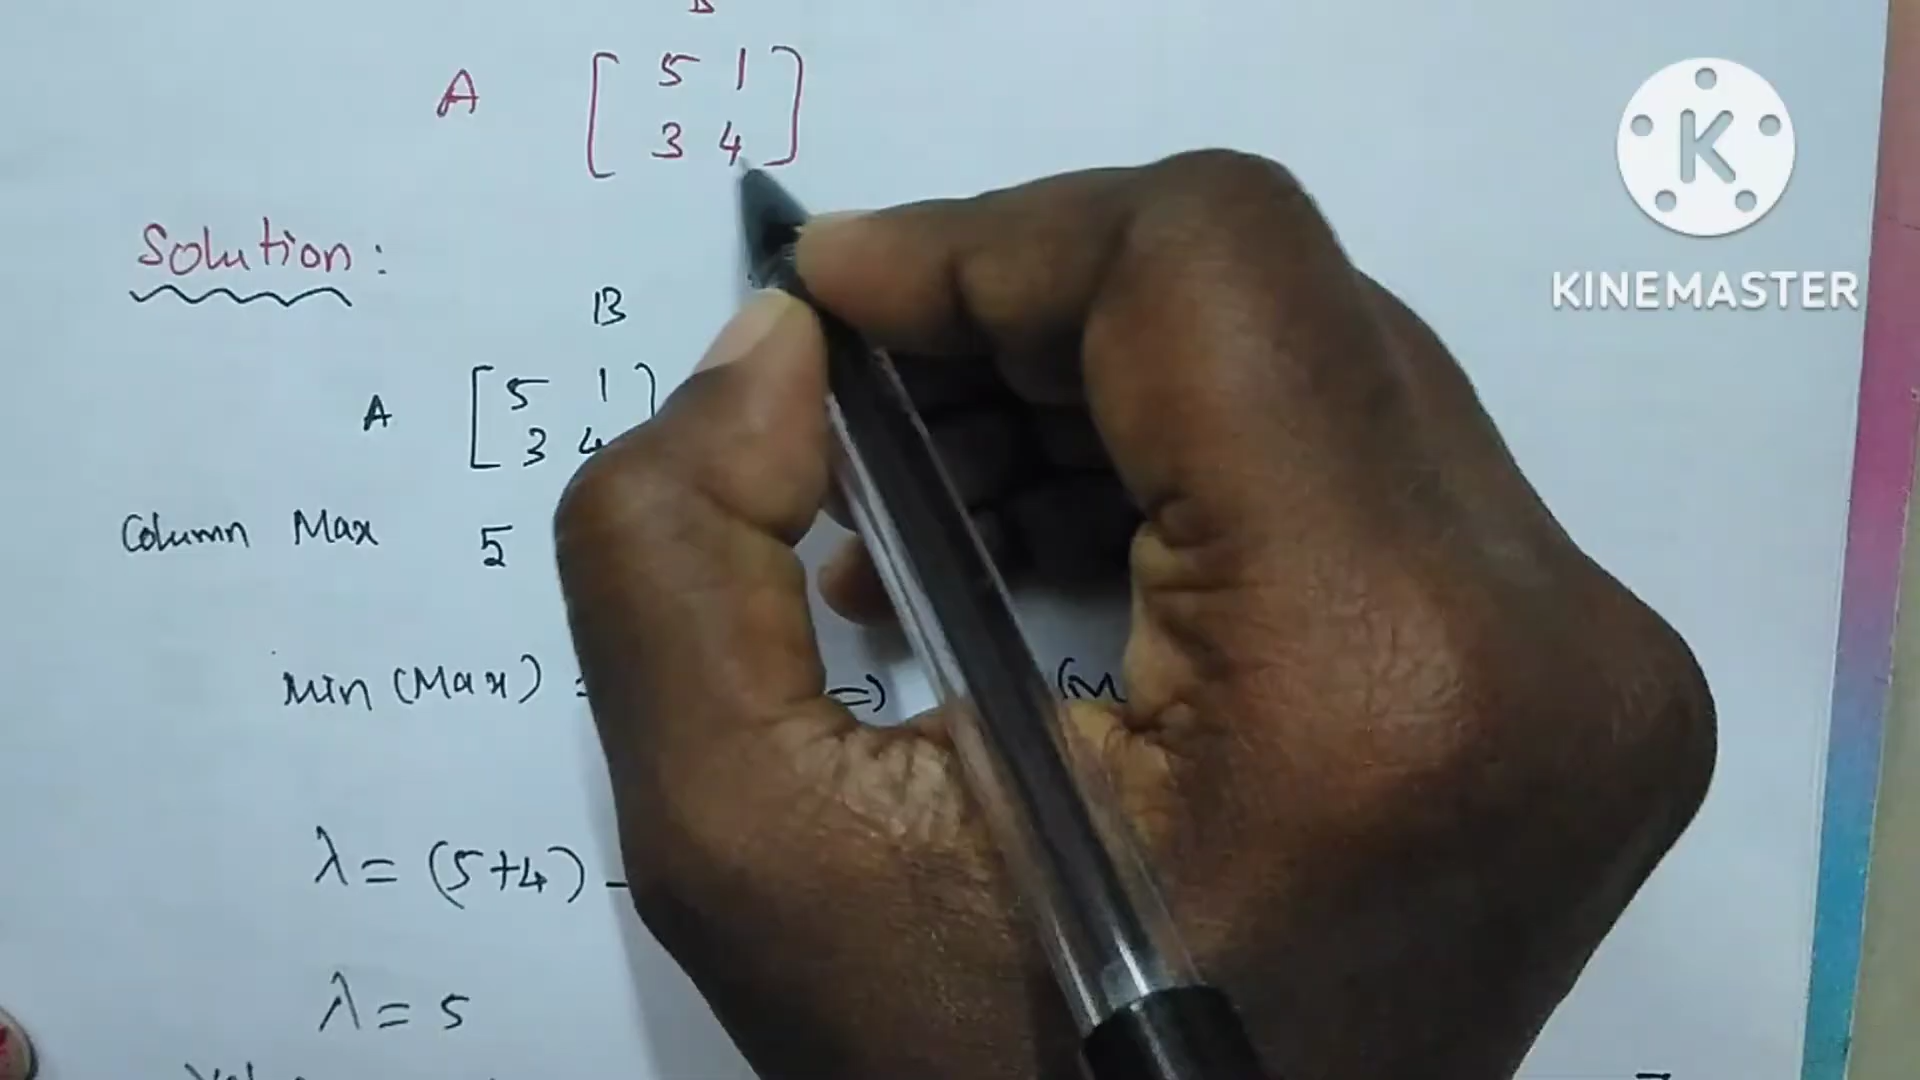 B
A [ 5 1 ]
[ 3 4 ]
K
KINEMASTER
Solution :
B
A [ 5 1 ]
[ 3 4
Column Max 5
Min (Max) = => (M
λ = (5+4) -
λ = 5